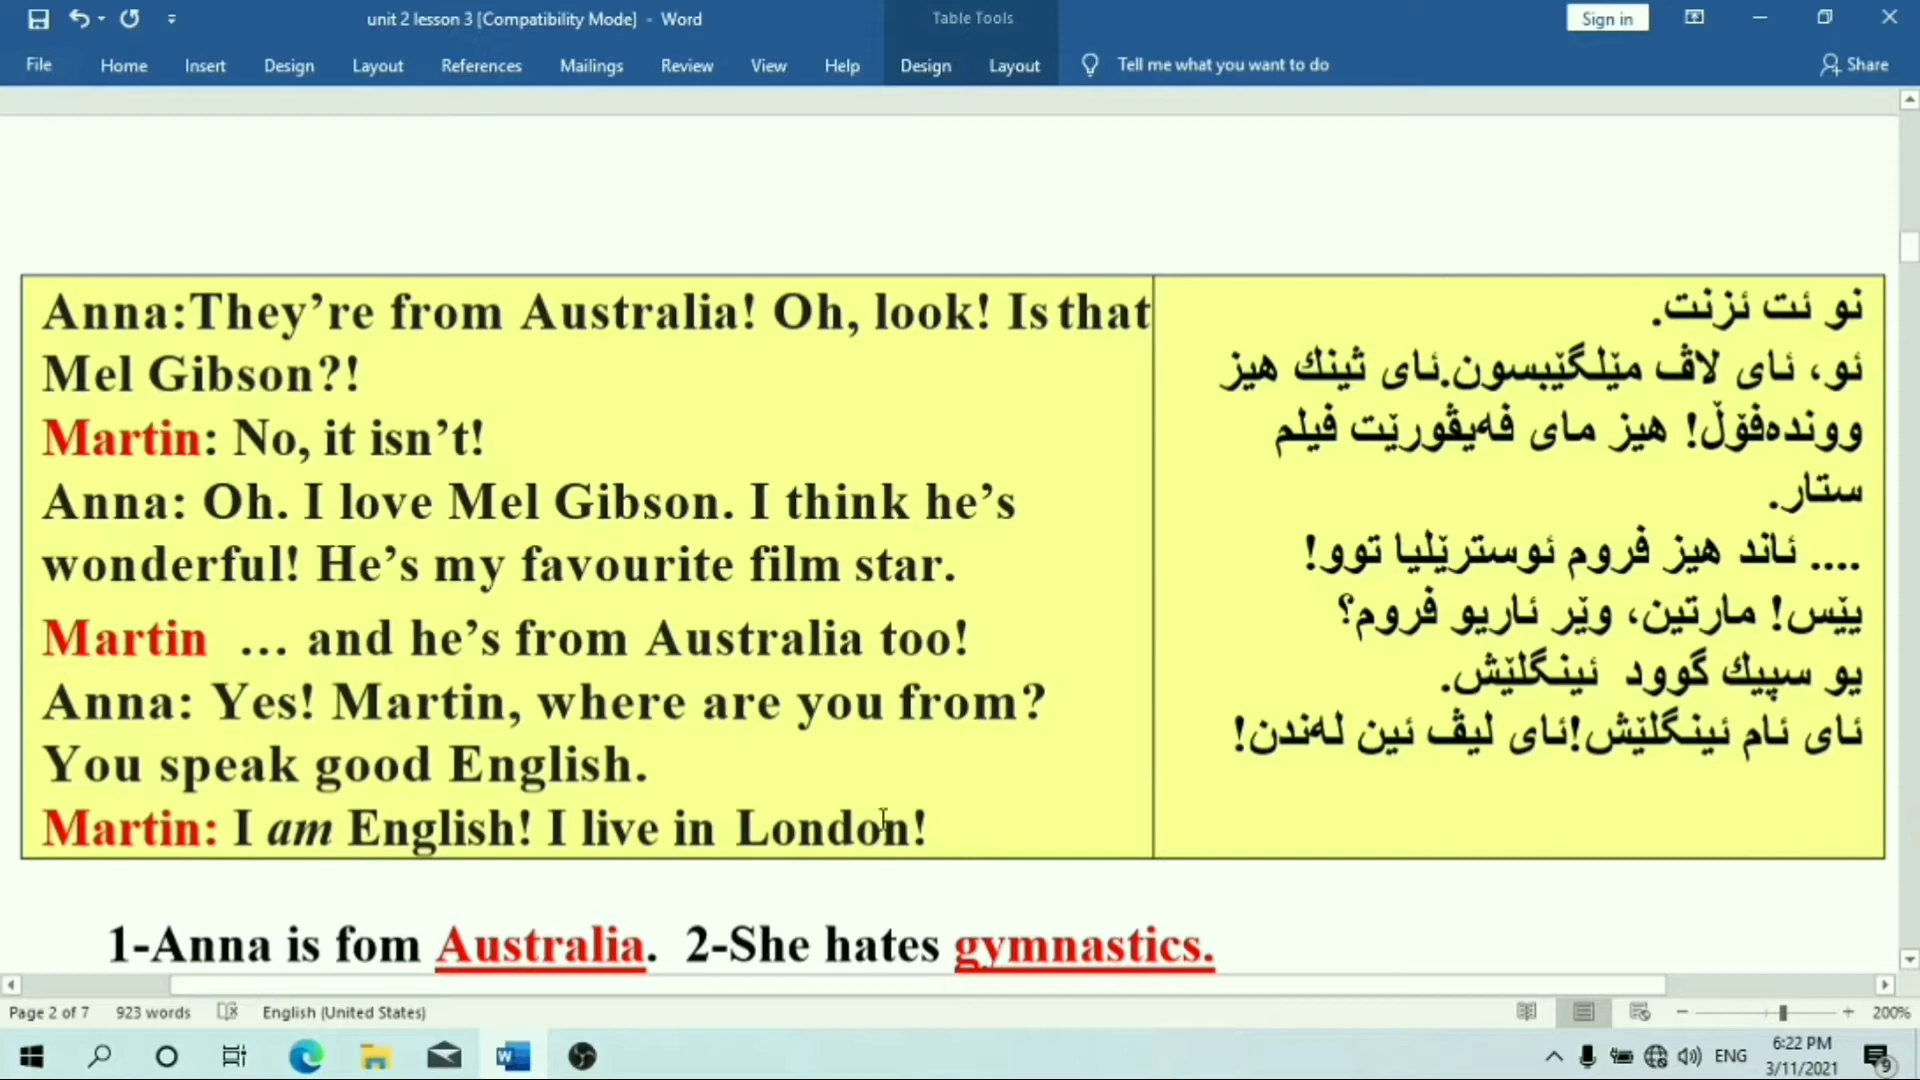 unit 2 lesson 3 [Compatibility Mode] - Word
Table Tools
Sign in
File Home Insert Design Layout References Mailings Review View Help Design Layout Tell me what you want to do Share
Anna:They’re from Australia! Oh, look! Is that
Mel Gibson?!
Martin: No, it isn’t!
Anna: Oh. I love Mel Gibson. I think he’s
wonderful! He’s my favourite film star.
Martin … and he’s from Australia too!
Anna: Yes! Martin, where are you from?
You speak good English.
Martin: I am English! I live in London!
نو ئت ئزنت.
ئو، ئای لاڤ مێلگێبسون.ئای ثینك هیز
ووندەفۆڵ! هیز مای فەیڤورێت فیلم
ستار.
.... ئاند هیز فروم ئوسترێلیا توو!
یێس! مارتین، وێر ئاریو فروم؟
یو سپیك گوود ئینگلێش.
ئای ئام ئینگلێش!ئای لیڤ ئین لەندن!
1-Anna is fom Australia. 2-She hates gymnastics.
Page 2 of 7 923 words English (United States) 200%
ENG
6:22 PM
3/11/2021
9